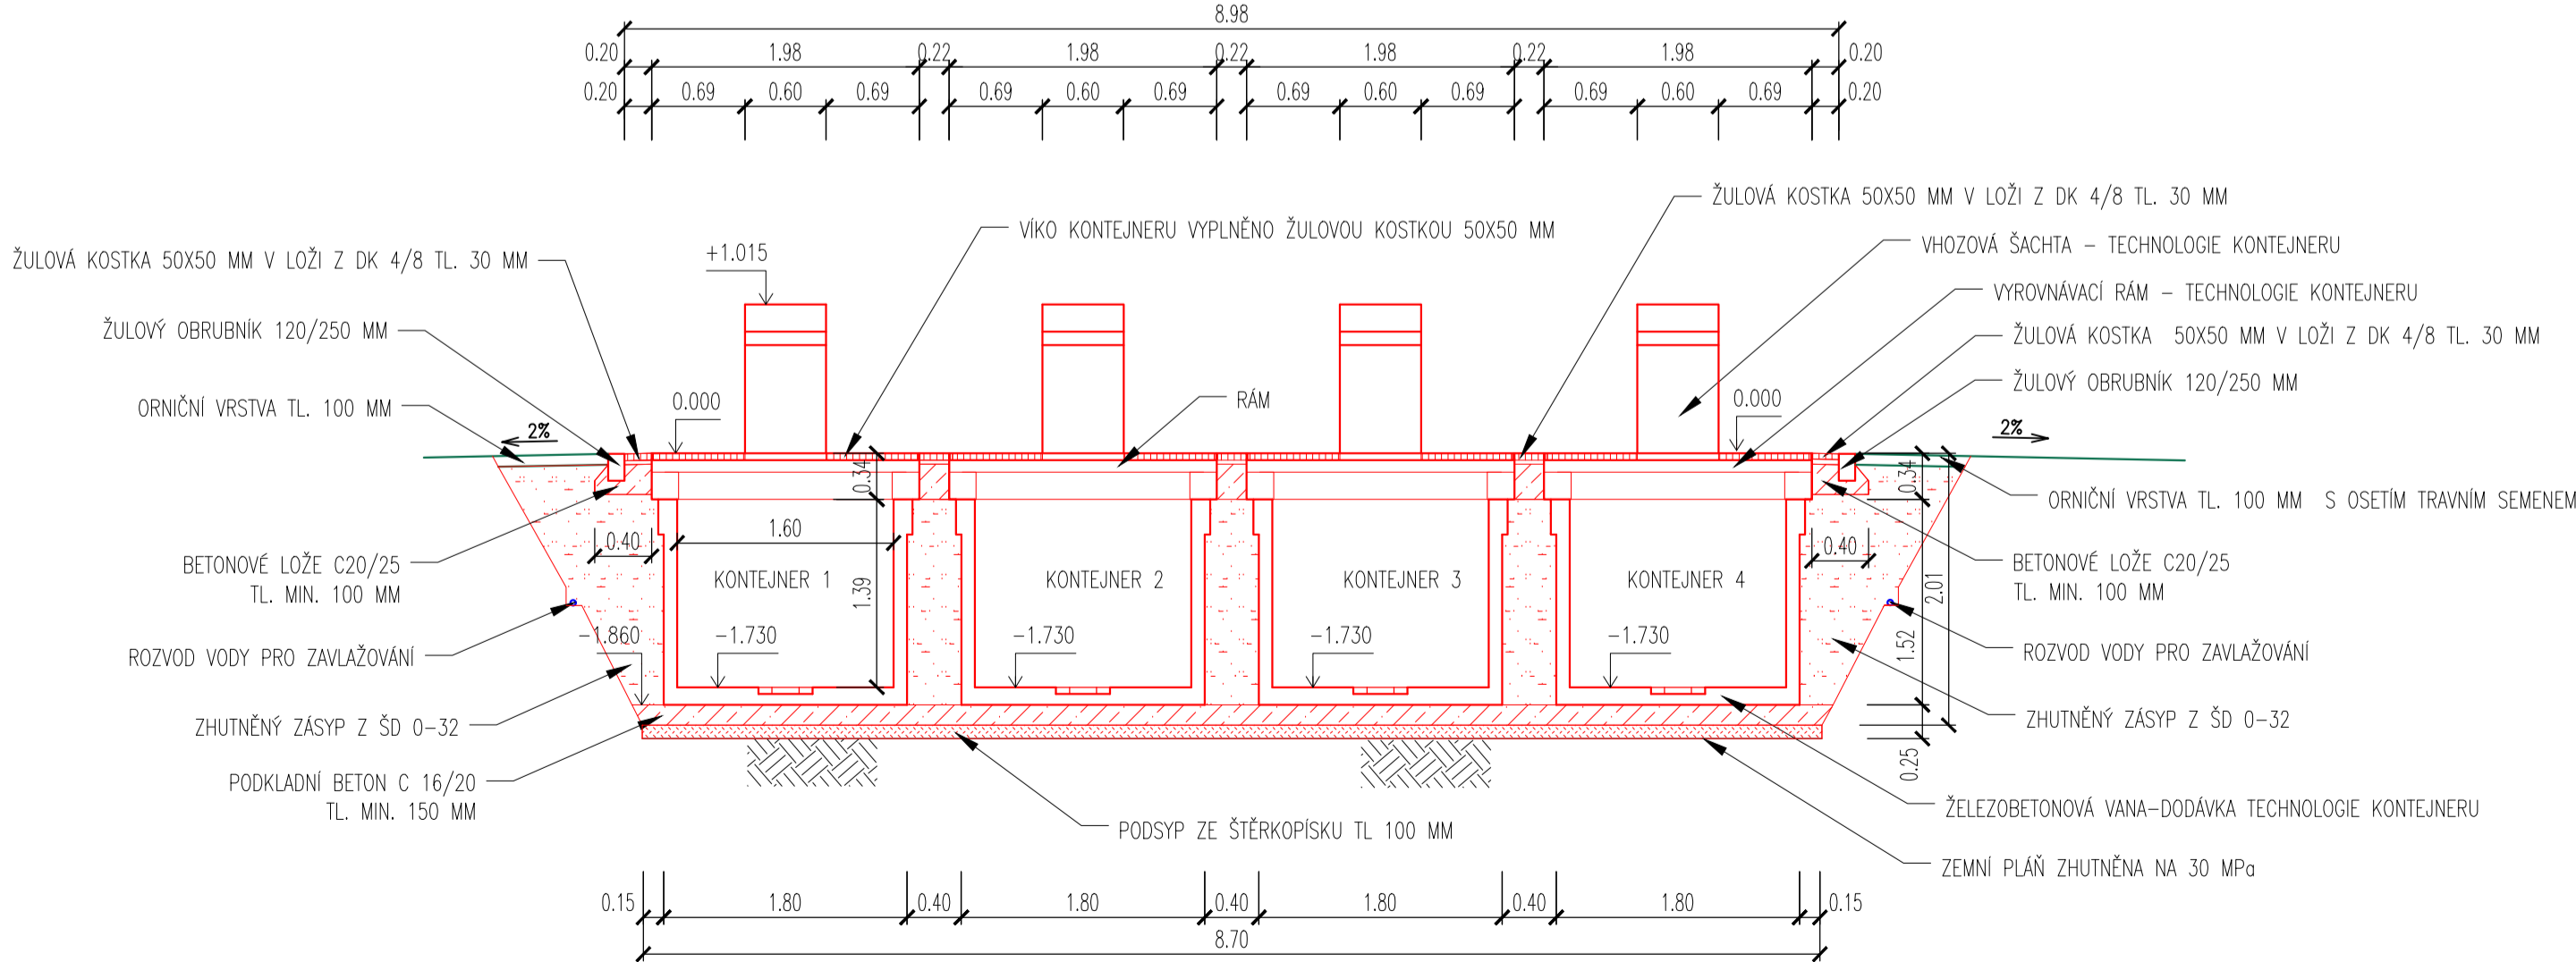 8.98
0.20 1.98 0.22 1.98 0.22 1.98 0.22 1.98 0.20
0.20 0.69 0.60 0.69 0.69 0.60 0.69 0.69 0.60 0.69 0.69 0.60 0.69 0.20
ŽULOVÁ KOSTKA 50X50 MM V LOŽI Z DK 4/8 TL. 30 MM
VÍKO KONTEJNERU VYPLNĚNO ŽULOVOU KOSTKOU 50X50 MM
VHOZOVÁ ŠACHTA – TECHNOLOGIE KONTEJNERU
+1.015
ŽULOVÁ KOSTKA 50X50 MM V LOŽI Z DK 4/8 TL. 30 MM
VYROVNÁVACÍ RÁM – TECHNOLOGIE KONTEJNERU
ŽULOVÝ OBRUBNÍK 120/250 MM
ŽULOVÁ KOSTKA 50X50 MM V LOŽI Z DK 4/8 TL. 30 MM
ŽULOVÝ OBRUBNÍK 120/250 MM
ORNIČNÍ VRSTVA TL. 100 MM
0.000
RÁM
0.000
2%
2%
0.34
0.34
ORNIČNÍ VRSTVA TL. 100 MM S OSETÍM TRAVNÍM SEMENEM
0.40
1.60
0.40
BETONOVÉ LOŽE C20/25
TL. MIN. 100 MM
KONTEJNER 1
KONTEJNER 2
KONTEJNER 3
KONTEJNER 4
BETONOVÉ LOŽE C20/25
TL. MIN. 100 MM
1.39
2.01
1.52
-1.860
-1.730
-1.730
-1.730
-1.730
ROZVOD VODY PRO ZAVLAŽOVÁNÍ
ROZVOD VODY PRO ZAVLAŽOVÁNÍ
ZHUTNĚNÝ ZÁSYP Z ŠD 0-32
ZHUTNĚNÝ ZÁSYP Z ŠD 0-32
0.25
PODKLADNÍ BETON C 16/20
TL. MIN. 150 MM
ŽELEZOBETONOVÁ VANA-DODÁVKA TECHNOLOGIE KONTEJNERU
PODSYP ZE ŠTĚRKOPÍSKU TL 100 MM
ZEMNÍ PLÁŇ ZHUTNĚNA NA 30 MPa
0.15 1.80 0.40 1.80 0.40 1.80 0.40 1.80 0.15
8.70